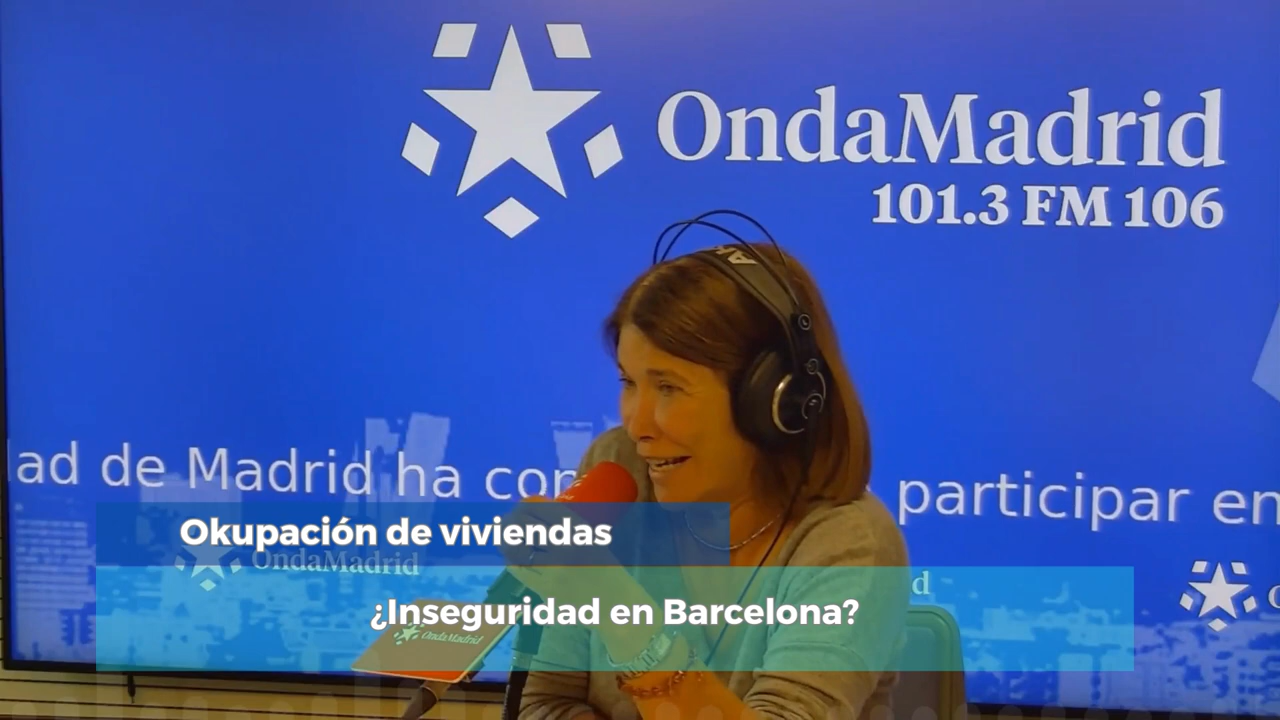 OndaMadrid
101.3 FM 106
ad de Madrid ha con
participar en
Okupación de viviendas
OndaMadrid
d
¿Inseguridad en Barcelona?
OndaMadrid